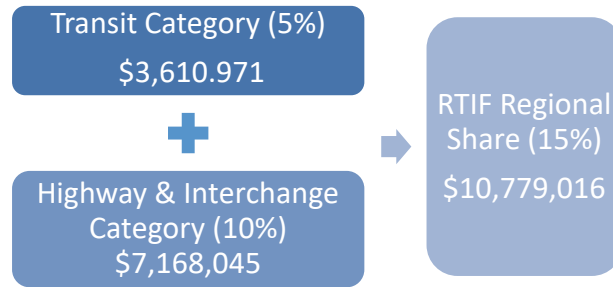 Transit Category (5%)
$3,610.971
Highway & Interchange
Category (10%)
$7,168,045
RTIF Regional
Share (15%)
$10,779,016